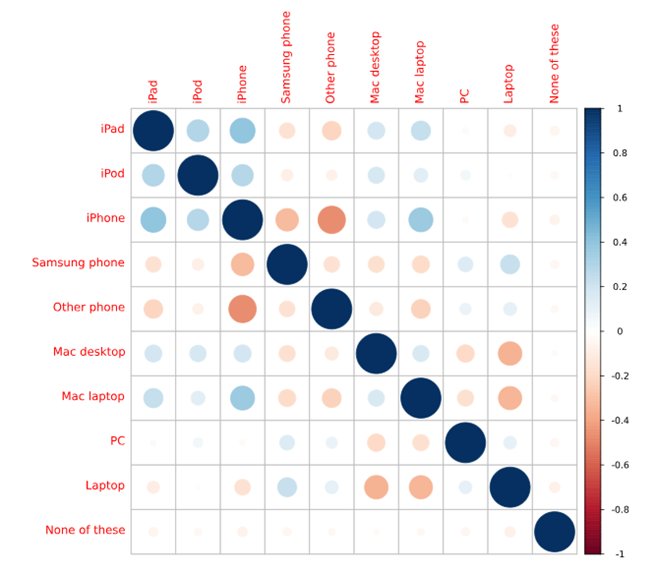 iPad
iPod
iPhone
Samsung phone
Other phone
Mac desktop
Mac laptop
PC
Laptop
None of these
iPad
iPod
iPhone
Samsung phone
Other phone
Mac desktop
Mac laptop
PC
Laptop
None of these
1
0.8
0.6
0.4
0.2
0
-0.2
-0.4
-0.6
-0.8
-1